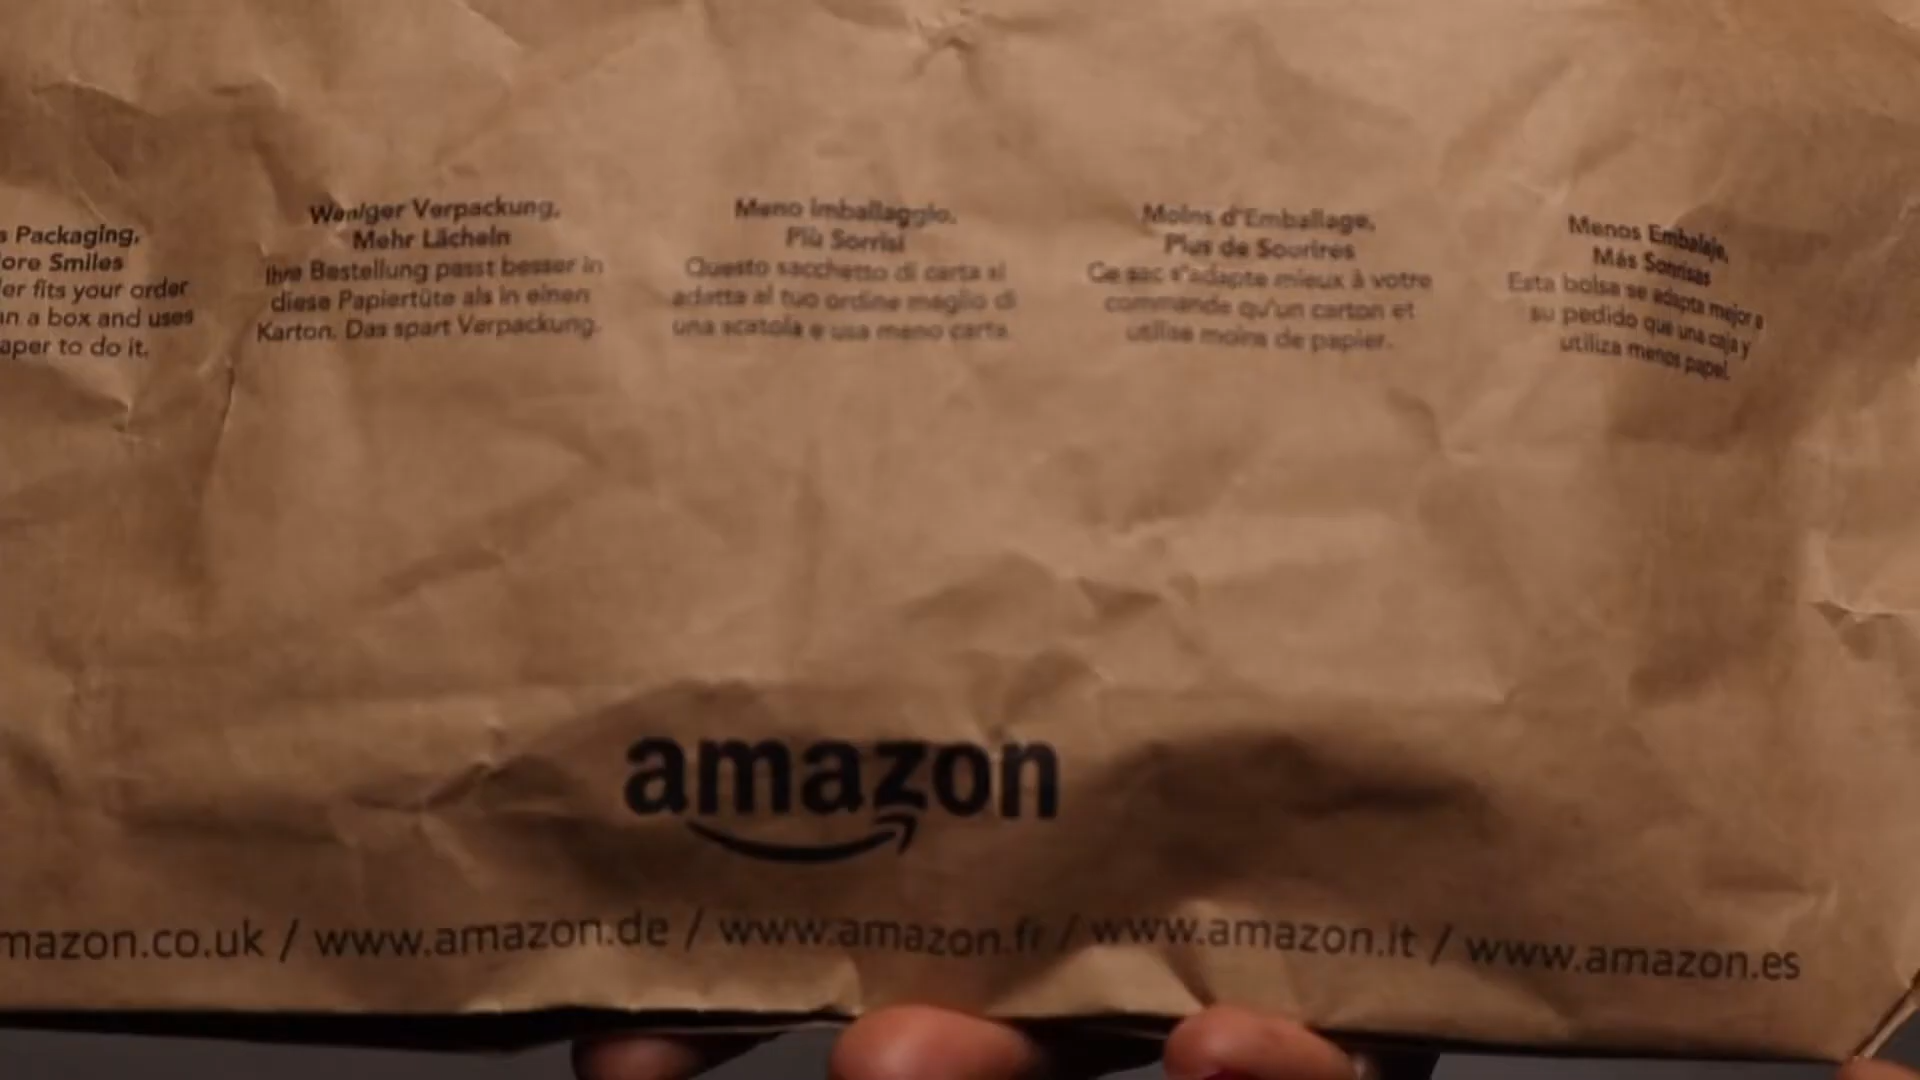 s Packaging,
ore Smiles
er fits your order
an a box and uses
aper to do it.
Weniger Verpackung,
Mehr Lächeln
Ihre Bestellung passt besser in
diese Papiertüte als in einen
Karton. Das spart Verpackung.
Meno imballaggio,
Più Sorrisi
Questo sacchetto di carta si
adatta al tuo ordine meglio di
una scatola e usa meno carta.
Moins d'Emballage,
Plus de Sourires
Ce sac s'adapte mieux à votre
commande qu'un carton et
utilise moins de papier.
Menos Embalaje,
Más Sonrisas
Esta bolsa se adapta mejor a
su pedido que una caja y
utiliza menos papel.
amazon
mazon.co.uk / www.amazon.de / www.amazon.fr / www.amazon.it / www.amazon.es